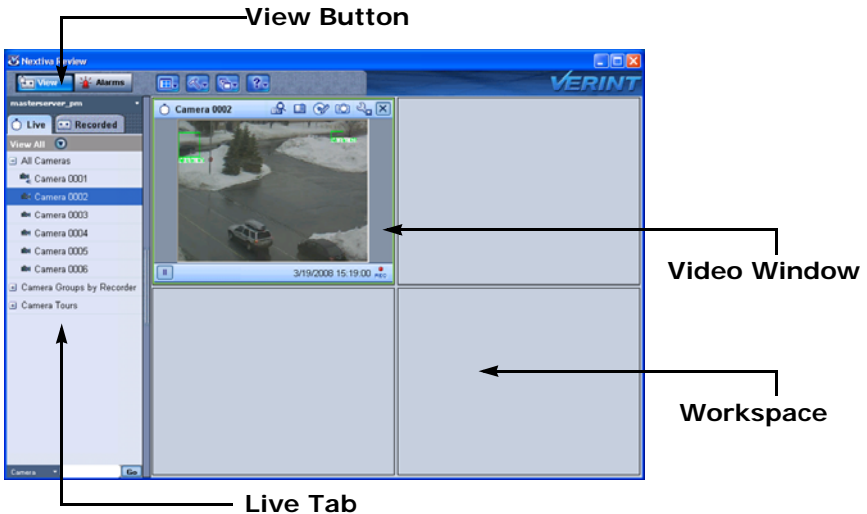 View Button
Nextiva Review
View
Alarms
VERINT
masterserver_pm
Live
Recorded
View All
All Cameras
Camera 0001
Camera 0002
Camera 0003
Camera 0004
Camera 0005
Camera 0006
Camera Groups by Recorder
Camera Tours
Camera
Go
Camera 0002
3/19/2008 15:19:00
REC
Video Window
Workspace
Live Tab